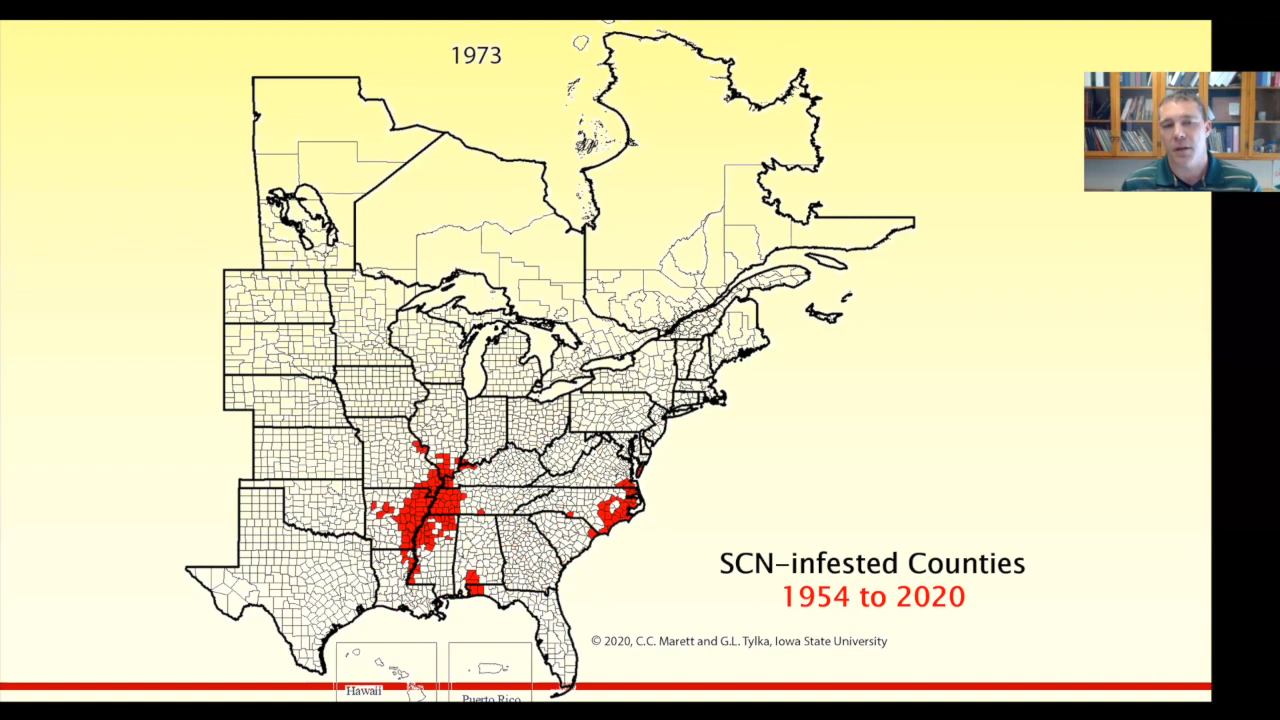 1973
SCN-infested Counties
1954 to 2020
© 2020, C.C. Marett and G.L. Tylka, Iowa State University
Hawaii
Puerto Rico